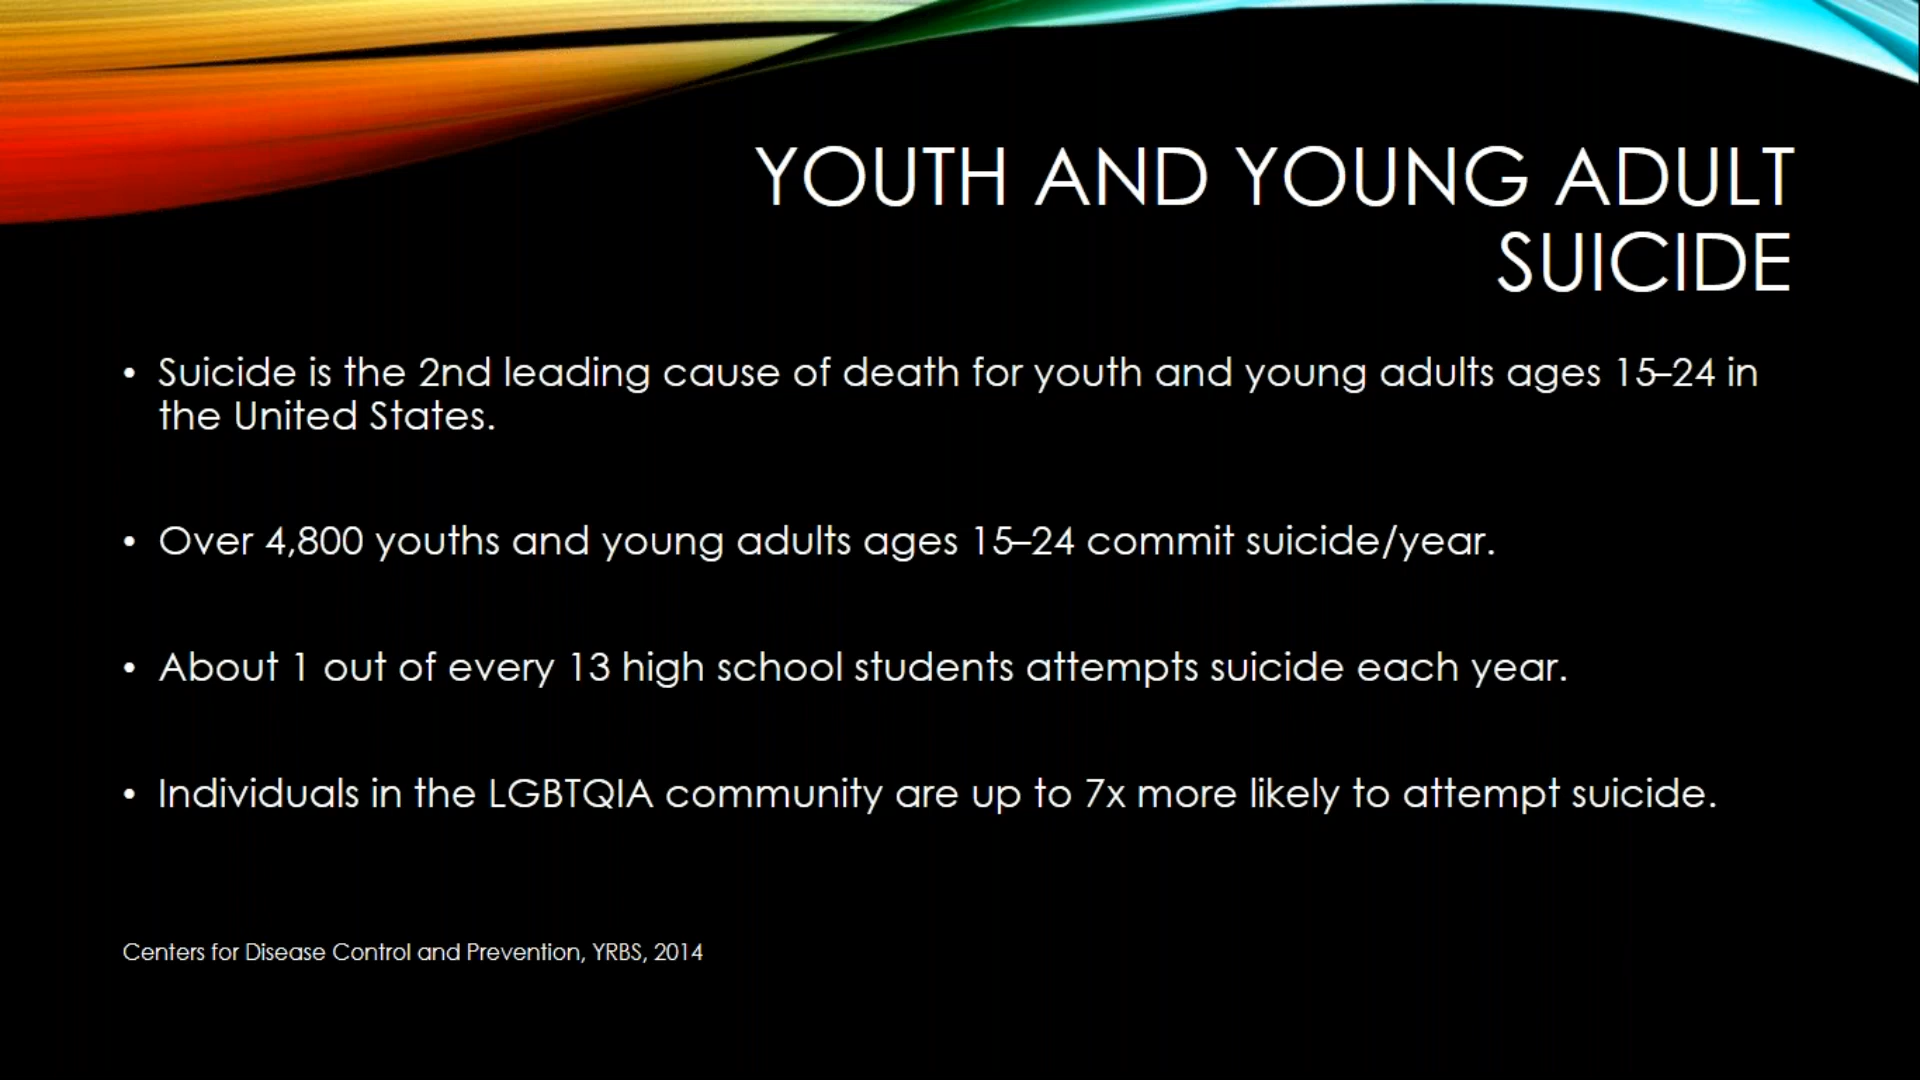 YOUTH AND YOUNG ADULT
SUICIDE
• Suicide is the 2nd leading cause of death for youth and young adults ages 15–24 in
the United States.
• Over 4,800 youths and young adults ages 15–24 commit suicide/year.
• About 1 out of every 13 high school students attempts suicide each year.
• Individuals in the LGBTQIA community are up to 7x more likely to attempt suicide.
Centers for Disease Control and Prevention, YRBS, 2014